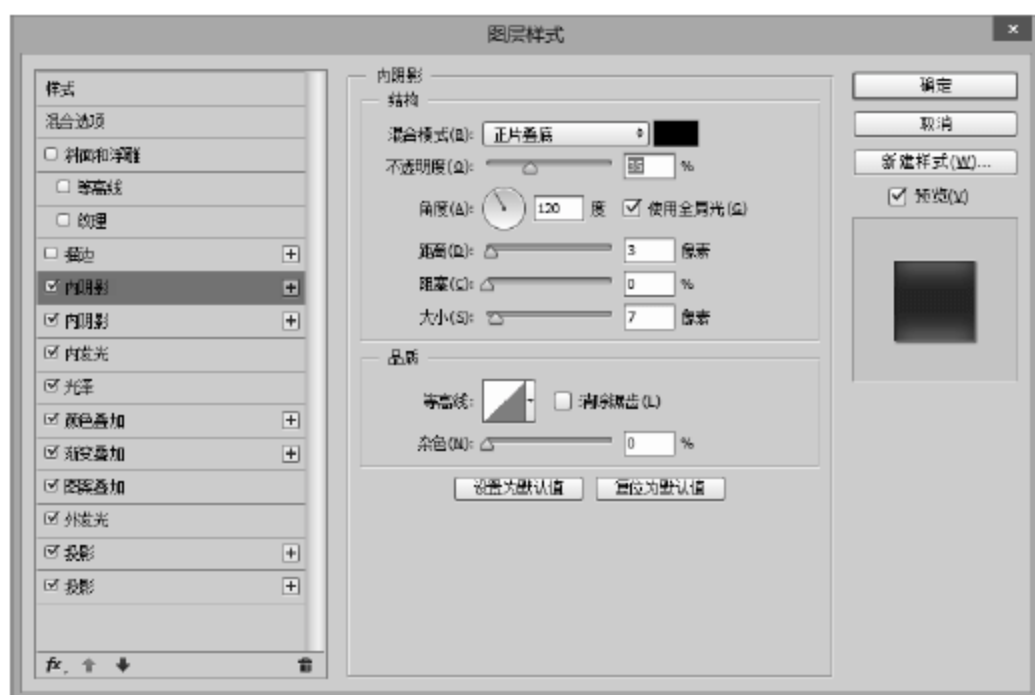 图层样式
样式
混合选项
斜面和浮雕
等高线
纹理
描边
内阴影
内阴影
内发光
光泽
颜色叠加
渐变叠加
图案叠加
外发光
投影
投影
fx
内阴影
结构
混合模式(B): 正片叠底
不透明度(O): %
角度(A): 120 度 使用全局光(G)
距离(D): 3 像素
阻塞(C): 0 %
大小(S): 7 像素
品质
等高线: 消除锯齿(L)
杂色(N): 0 %
设置为默认值 复位为默认值
确定
取消
新建样式(W)...
预览(V)